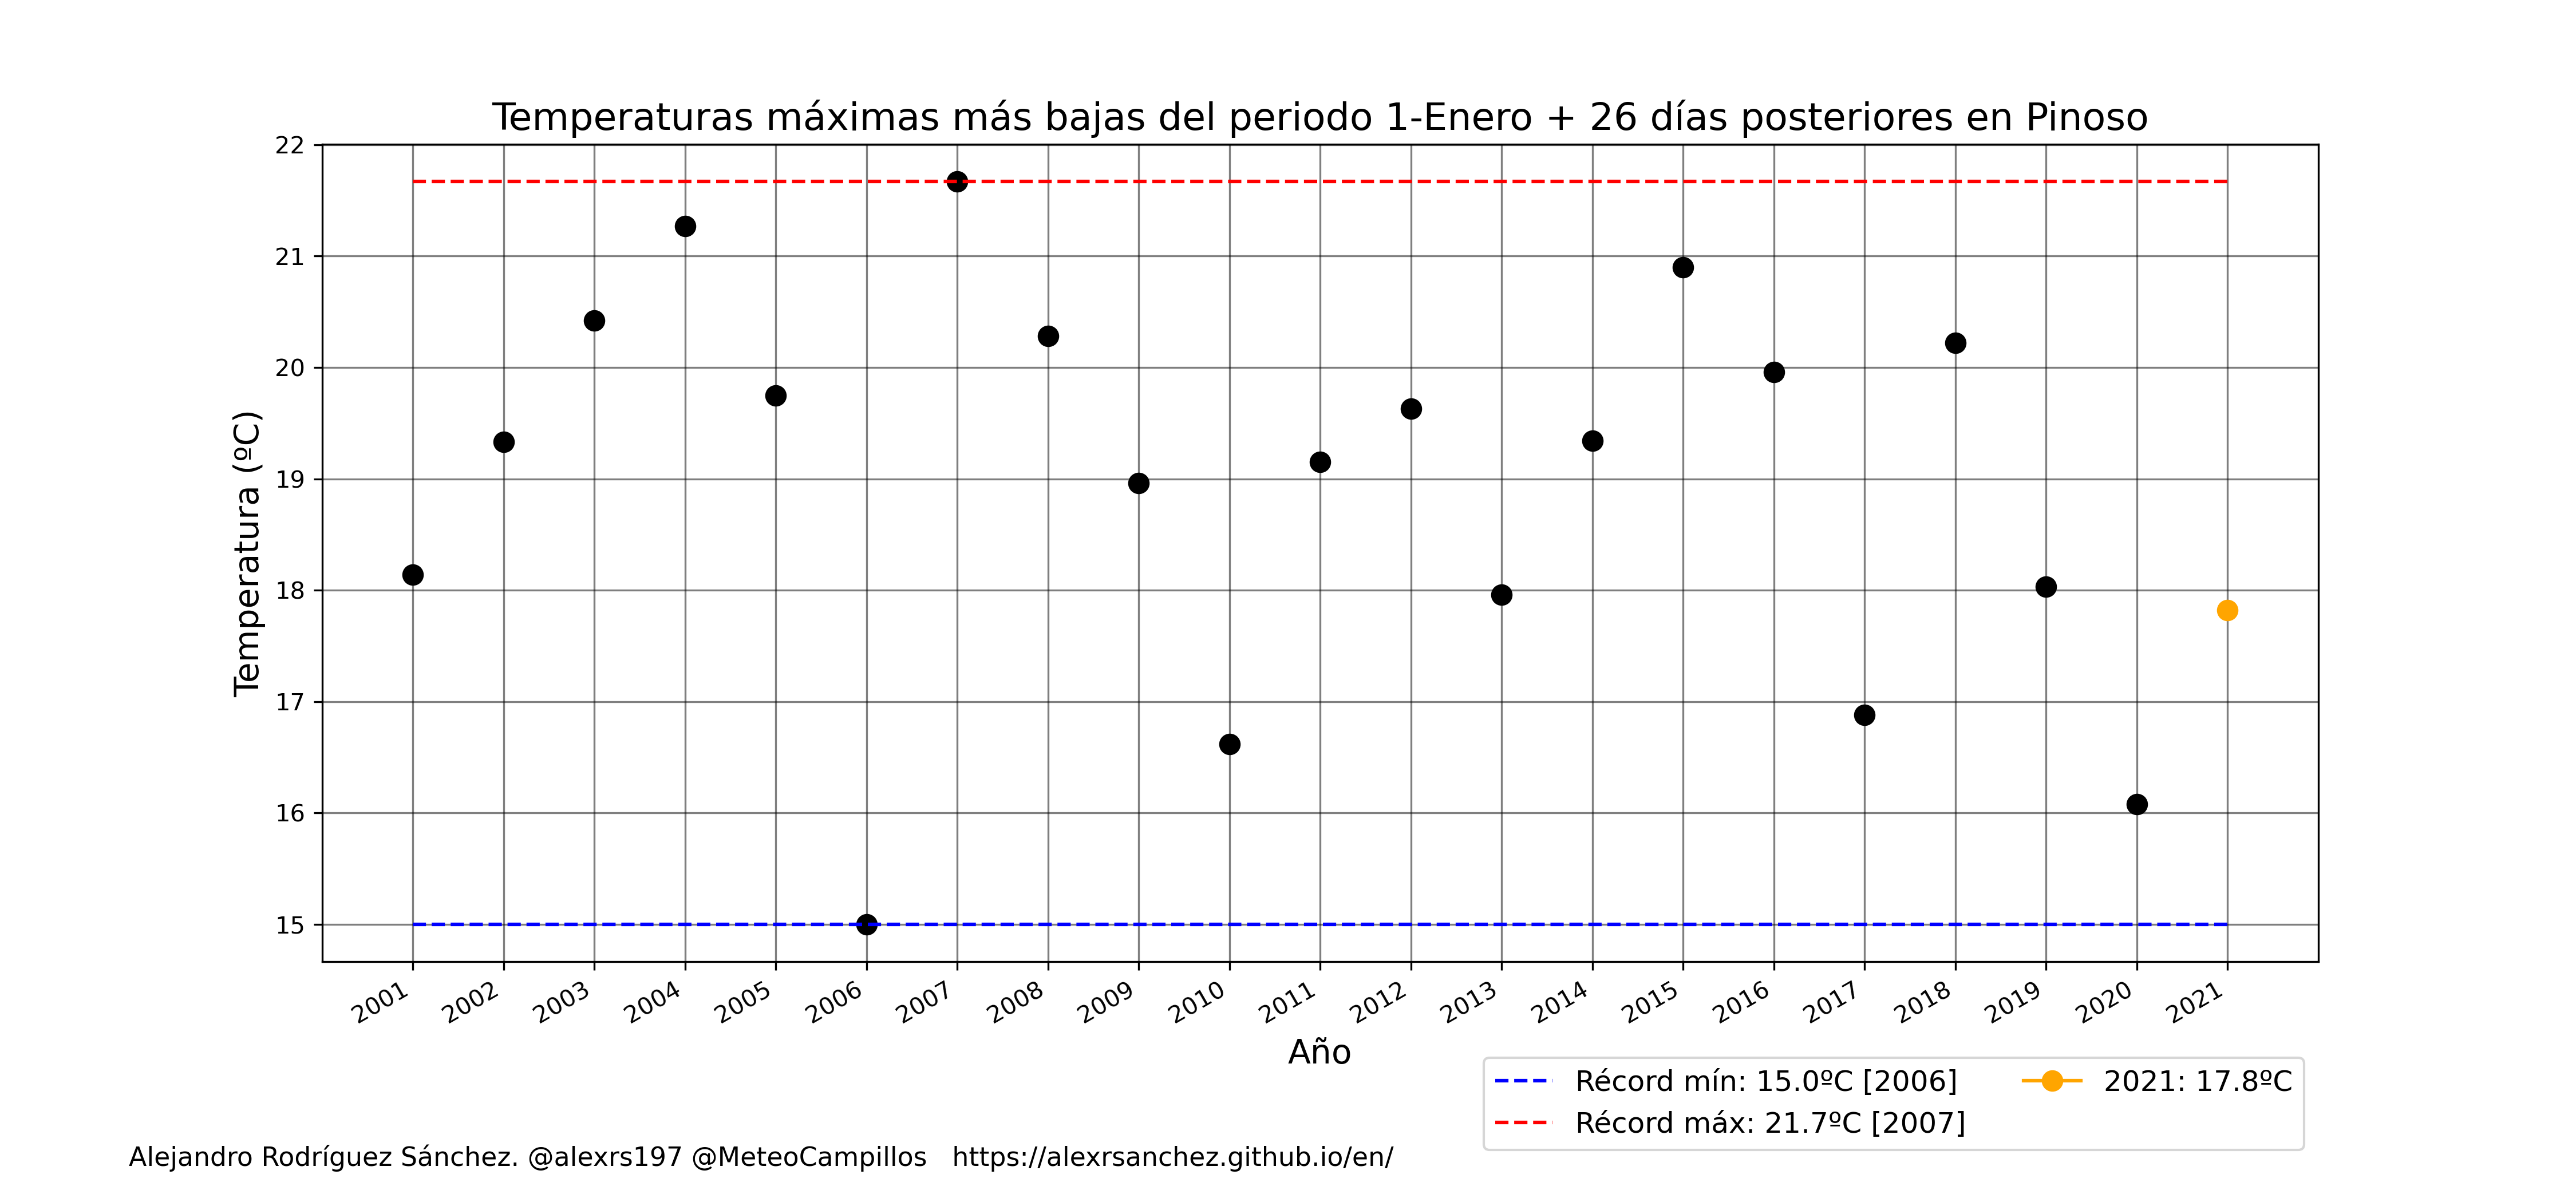 Temperaturas máximas más bajas del periodo 1-Enero + 26 días posteriores en Pinoso
22
21
20
19
18
17
16
15
Temperatura (ºC)
2001 2002 2003 2004 2005 2006 2007 2008 2009 2010 2011 2012 2013 2014 2015 2016 2017 2018 2019 2020 2021
Año
Récord mín: 15.0ºC [2006]
Récord máx: 21.7ºC [2007]
2021: 17.8ºC
Alejandro Rodríguez Sánchez. @alexrs197 @MeteoCampillos https://alexrsanchez.github.io/en/